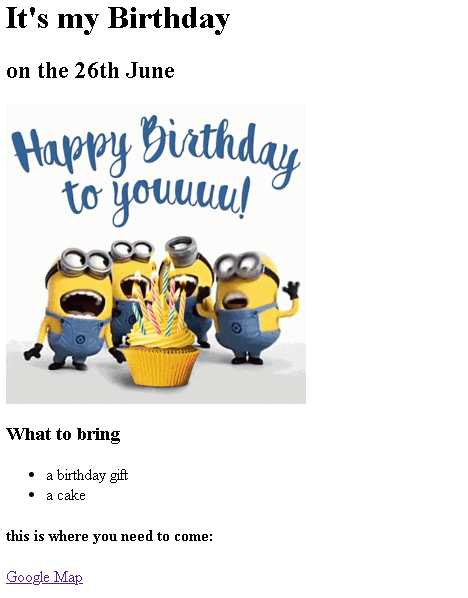 It's my Birthday
on the 26th June
Happy Birthday
to youuuu!
What to bring
a birthday gift
a cake
this is where you need to come:
Google Map